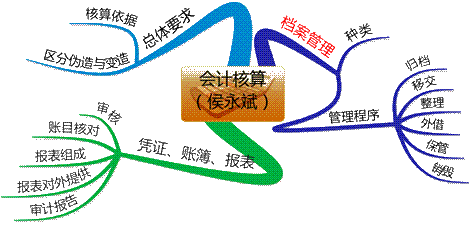 会计核算
（侯永斌）
总体要求
核算依据
区分伪造与变造
档案管理
种类
管理程序
归档
移交
整理
外借
保管
销毁
凭证、账簿、报表
审核
账目核对
报表组成
报表对外提供
审计报告